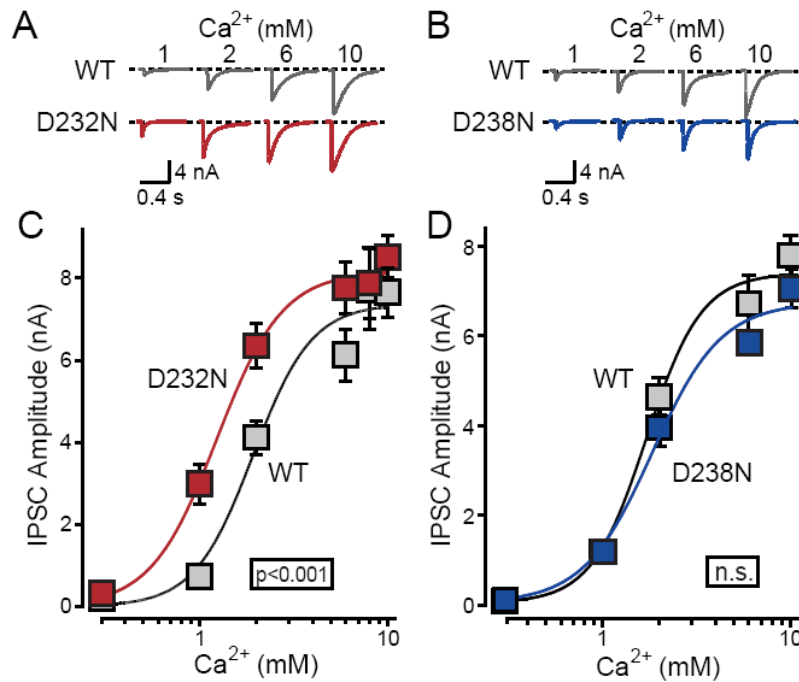 A
Ca²⁺ (mM)
1 2 6 10
WT
D232N
4 nA
0.4 s
B
Ca²⁺ (mM)
1 2 6 10
WT
D238N
4 nA
0.4 s
C
IPSC Amplitude (nA)
8
6
4
2
0
D232N
WT
p<0.001
1 10
Ca²⁺ (mM)
D
IPSC Amplitude (nA)
8
6
4
2
0
WT
D238N
n.s.
1 10
Ca²⁺ (mM)